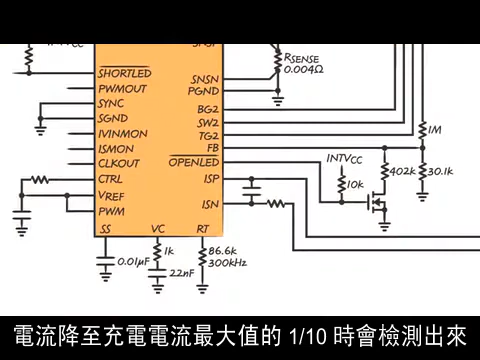 SHORTLED
PWMOUT
SYNC
SGND
IVINMON
ISMON
CLKOUT
CTRL
VREF
PWM
SS
VC
RT
SNSN
PGND
BG2
SW2
TG2
FB
OPENLED
ISP
ISN
RSENSE
0.004Ω
1M
INTVCC
402k
30.1k
10k
0.01µF
1k
22nF
86.6k
300kHz
電流降至充電電流最大值的 1/10 時會檢測出來